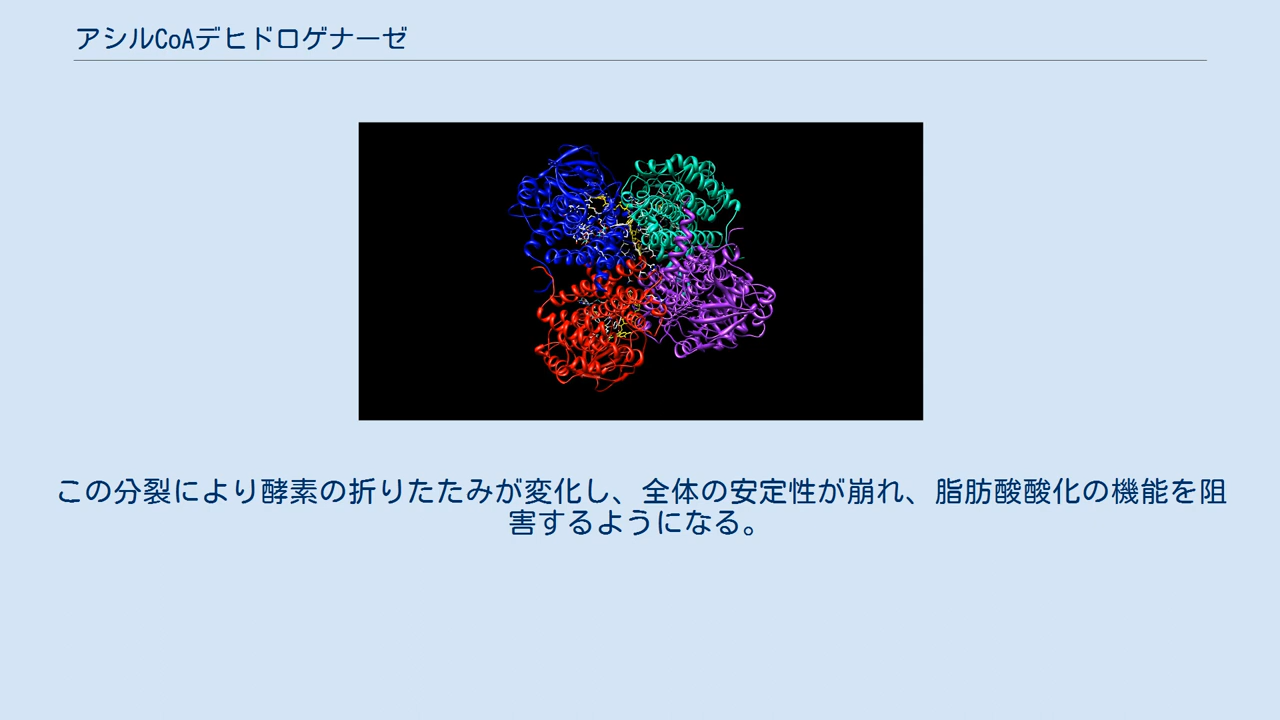 アシルCoAデヒドロゲナーゼ
この分裂により酵素の折りたたみが変化し、全体の安定性が崩れ、脂肪酸酸化の機能を阻
害するようになる。